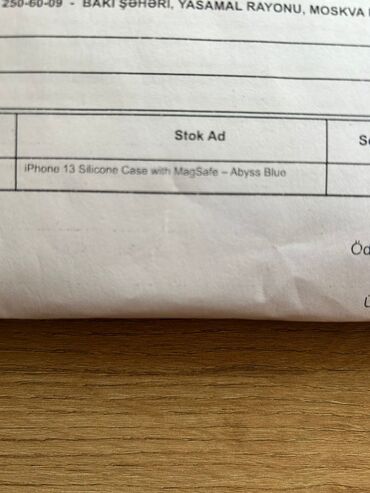 250-60-09 - BAKI ŞƏHƏRİ, YASAMAL RAYONU, MOSKVA
Stok Ad
iPhone 13 Silicone Case with MagSafe – Abyss Blue